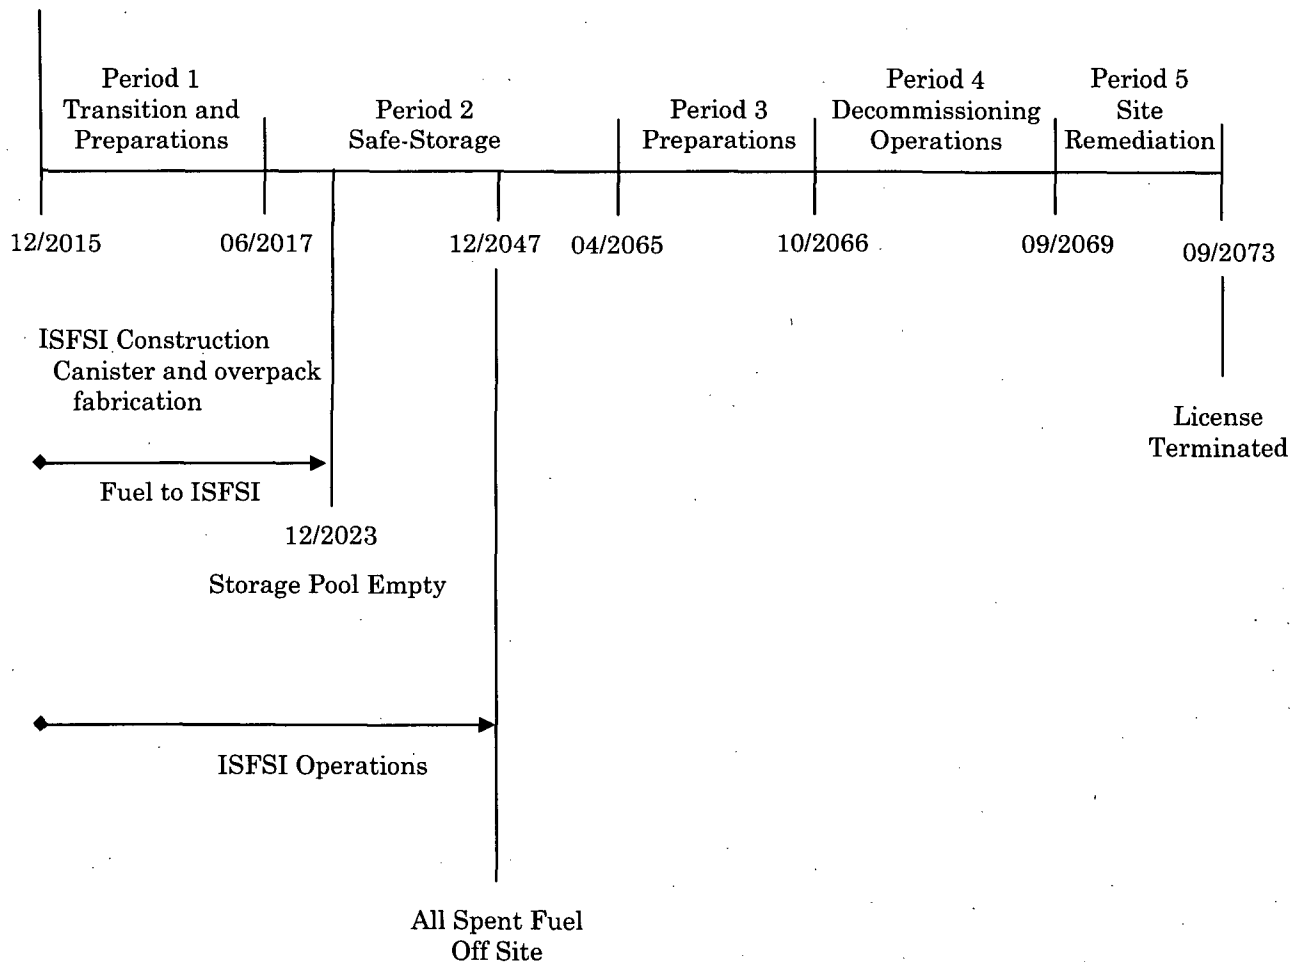 Period 1
Transition and
Preparations
Period 2
Safe-Storage
Period 3
Preparations
Period 4
Decommissioning
Operations
Period 5
Site
Remediation
12/2015
06/2017
12/2047
04/2065
10/2066
09/2069
09/2073
ISFSI Construction
Canister and overpack
fabrication
Fuel to ISFSI
12/2023
Storage Pool Empty
License
Terminated
ISFSI Operations
All Spent Fuel
Off Site